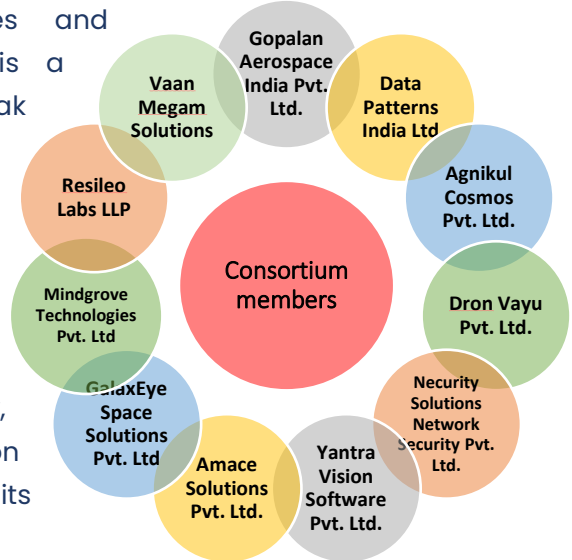 es and
is a
ak
,
on
its
Gopalan
Aerospace
India Pvt.
Ltd.
Data
Patterns
India Ltd
Agnikul
Cosmos
Pvt. Ltd.
Dron Vayu
Pvt. Ltd.
Necurity
Solutions
Network
Security Pvt.
Ltd.
Yantra
Vision
Software
Pvt. Ltd.
Amace
Solutions
Pvt. Ltd.
GalaxEye
Space
Solutions
Pvt. Ltd
Mindgrove
Technologies
Pvt. Ltd
Resileo
Labs LLP
Vaan
Megam
Solutions
Consortium
members